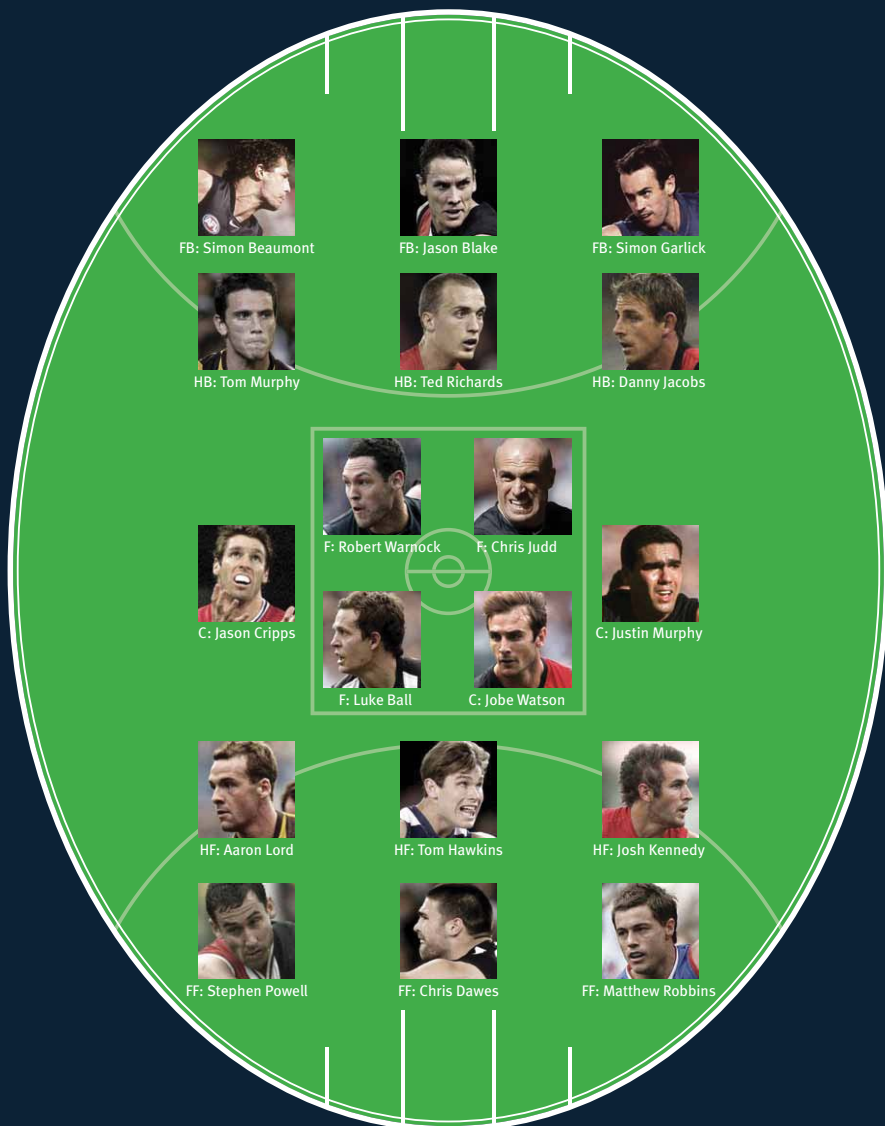 FB: Simon Beaumont
FB: Jason Blake
FB: Simon Garlick
HB: Tom Murphy
HB: Ted Richards
HB: Danny Jacobs
F: Robert Warnock
F: Chris Judd
C: Jason Cripps
C: Justin Murphy
F: Luke Ball
C: Jobe Watson
HF: Aaron Lord
HF: Tom Hawkins
HF: Josh Kennedy
FF: Stephen Powell
FF: Chris Dawes
FF: Matthew Robbins